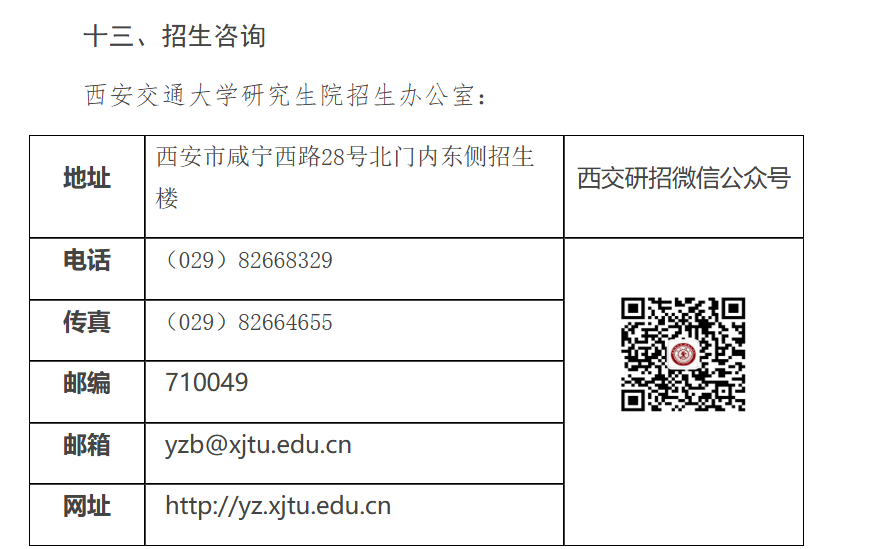 十三、招生咨询
西安交通大学研究生院招生办公室：
地址
西安市咸宁西路28号北门内东侧招生
楼
西交研招微信公众号
电话
（029）82668329
传真
（029）82664655
邮编
710049
邮箱
yzb@xjtu.edu.cn
网址
http://yz.xjtu.edu.cn